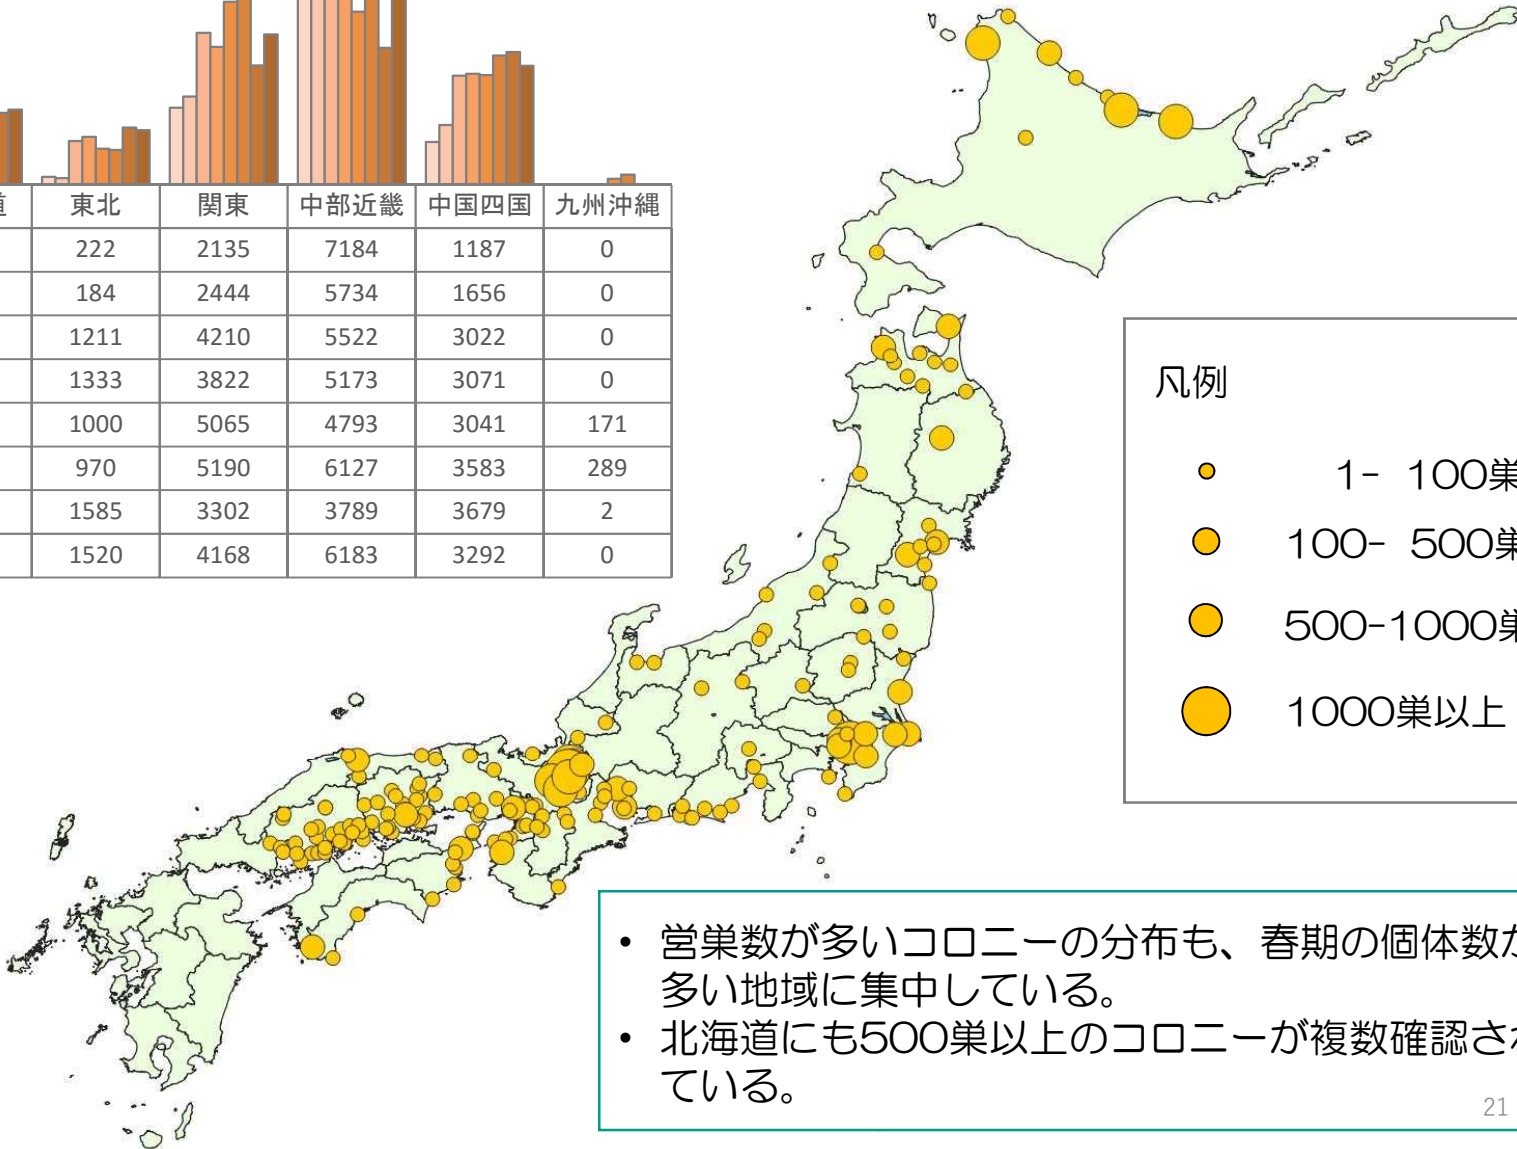 道 東北 関東 中部近畿 中国四国 九州沖縄
222 2135 7184 1187 0
184 2444 5734 1656 0
1211 4210 5522 3022 0
1333 3822 5173 3071 0
1000 5065 4793 3041 171
970 5190 6127 3583 289
1585 3302 3789 3679 2
1520 4168 6183 3292 0
凡例
1- 100巣
100- 500巣
500-1000巣
1000巣以上
• 営巣数が多いコロニーの分布も、春期の個体数が
多い地域に集中している。
• 北海道にも500巣以上のコロニーが複数確認され
ている。
21